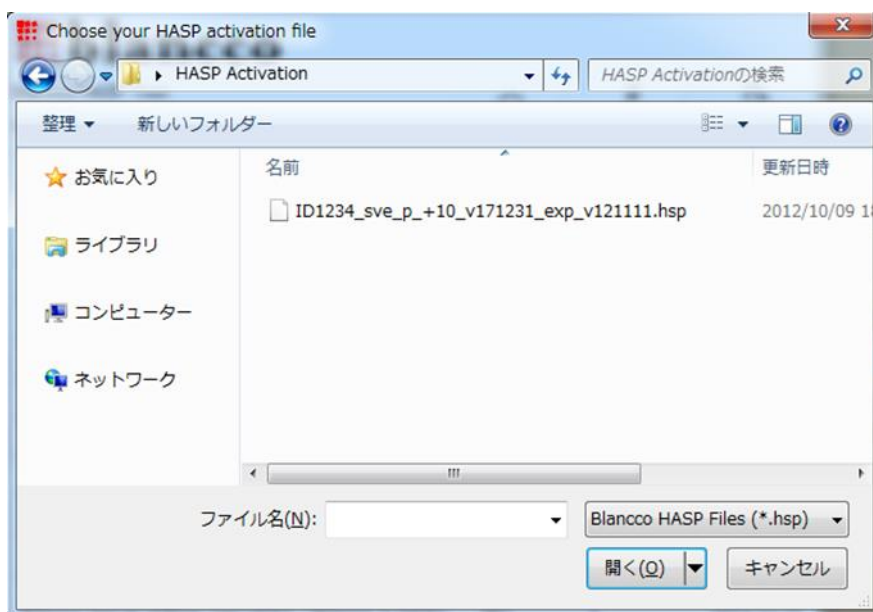 Choose your HASP activation file
HASP Activation
HASP Activationの検索
整理
新しいフォルダー
お気に入り
ライブラリ
コンピューター
ネットワーク
名前
更新日時
ID1234_sve_p_+10_v171231_exp_v121111.hsp
2012/10/09
ファイル名(N):
Blancco HASP Files (*.hsp)
開く(O)
キャンセル